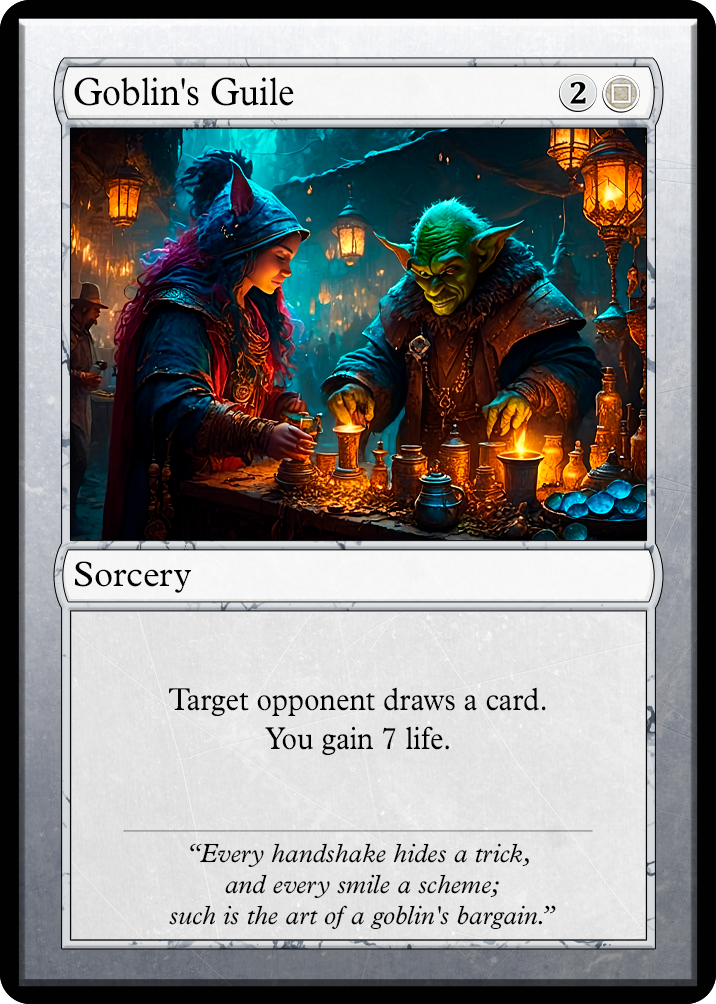 Goblin's Guile 2
Sorcery
Target opponent draws a card.
You gain 7 life.
“Every handshake hides a trick,
and every smile a scheme;
such is the art of a goblin's bargain.”